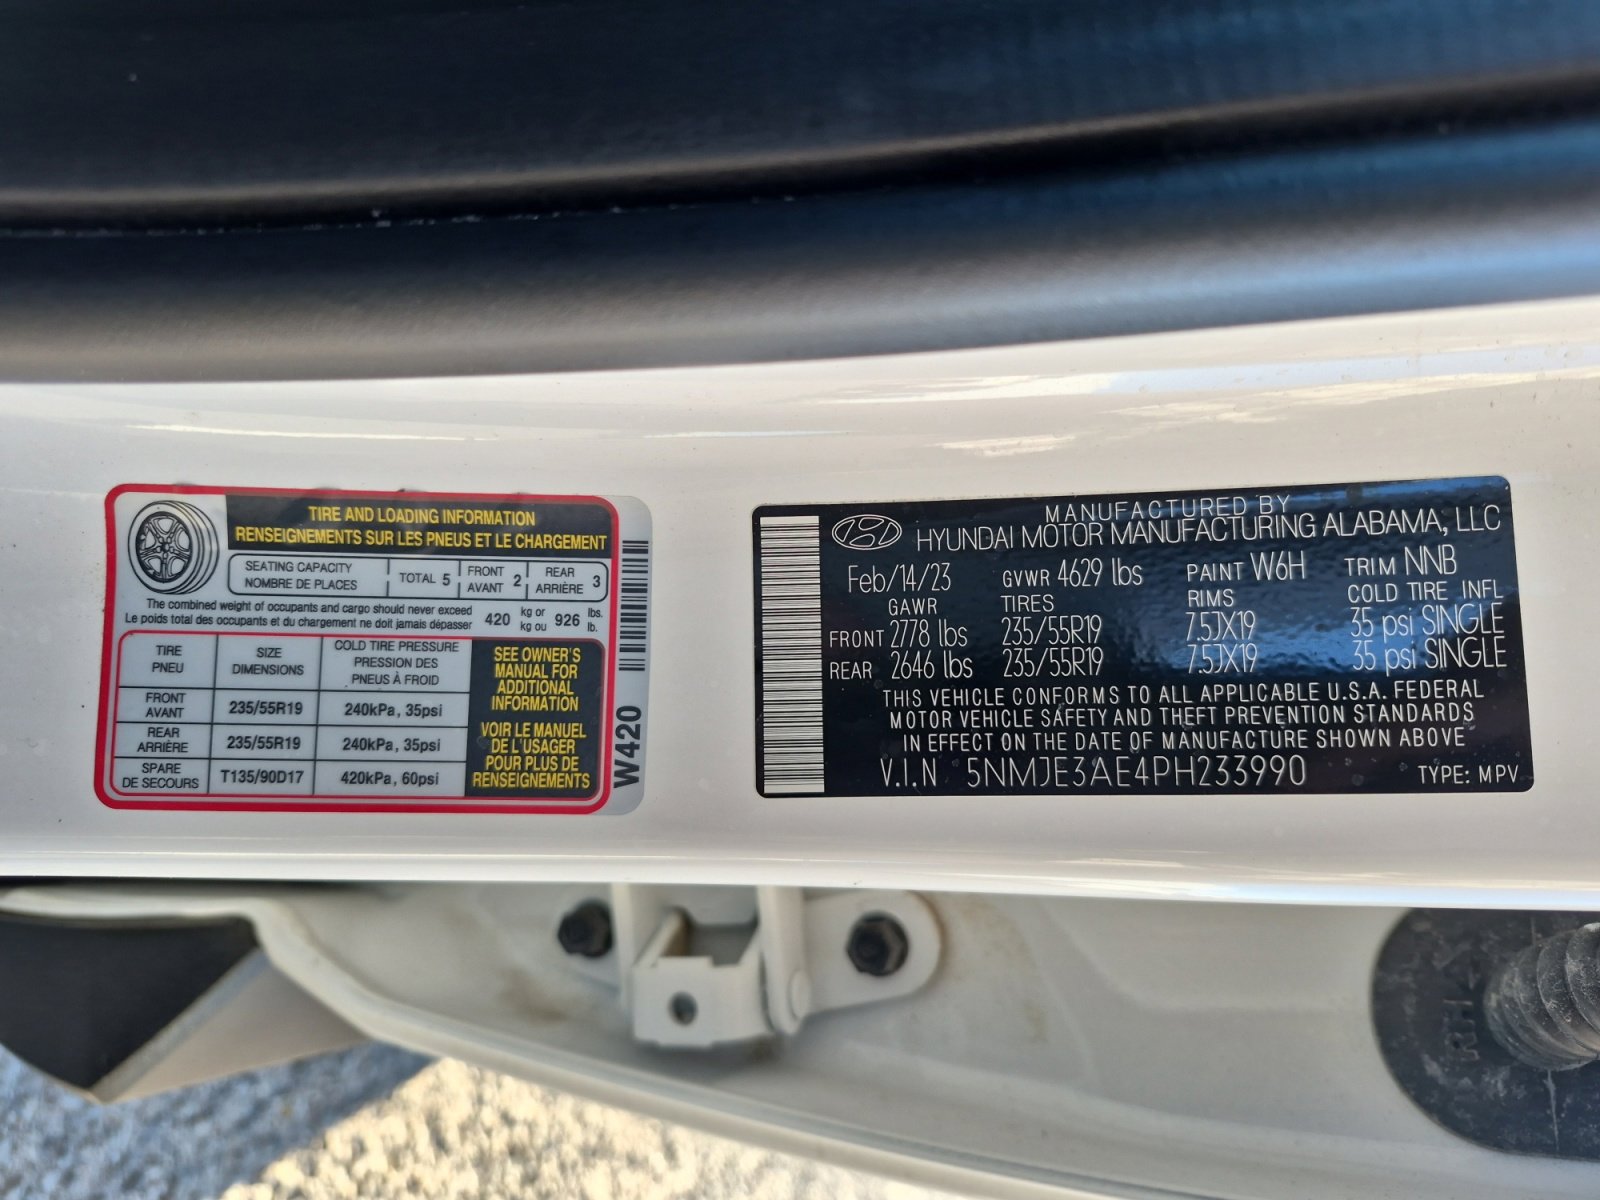 TIRE AND LOADING INFORMATION
RENSEIGNEMENTS SUR LES PNEUS ET LE CHARGEMENT
SEATING CAPACITY
NOMBRE DE PLACES
TOTAL 5
FRONT
AVANT 2
REAR
ARRIÈRE 3
The combined weight of occupants and cargo should never exceed
Le poids total des occupants et du chargement ne doit jamais dépasser
420 kg or
kg ou 926 lbs.
lb.
TIRE
PNEU
SIZE
DIMENSIONS
COLD TIRE PRESSURE
PRESSION DES
PNEUS À FROID
FRONT
AVANT
235/55R19
240kPa, 35psi
REAR
ARRIÈRE
235/55R19
240kPa, 35psi
SPARE
DE SECOURS
T135/90D17
420kPa, 60psi
SEE OWNER'S
MANUAL FOR
ADDITIONAL
INFORMATION
VOIR LE MANUEL
DE L'USAGER
POUR PLUS DE
RENSEIGNEMENTS
W420
MANUFACTURED BY
HYUNDAI MOTOR MANUFACTURING ALABAMA, LLC
Feb/14/23 GVWR 4629 lbs PAINT W6H TRIM NNB
GAWR TIRES RIMS COLD TIRE INFL
FRONT 2778 lbs 235/55R19 7.5JX19 35 psi SINGLE
REAR 2646 lbs 235/55R19 7.5JX19 35 psi SINGLE
THIS VEHICLE CONFORMS TO ALL APPLICABLE U.S.A. FEDERAL
MOTOR VEHICLE SAFETY AND THEFT PREVENTION STANDARDS
IN EFFECT ON THE DATE OF MANUFACTURE SHOWN ABOVE
V.I.N 5NMJE3AE4PH233990 TYPE: MPV
RH